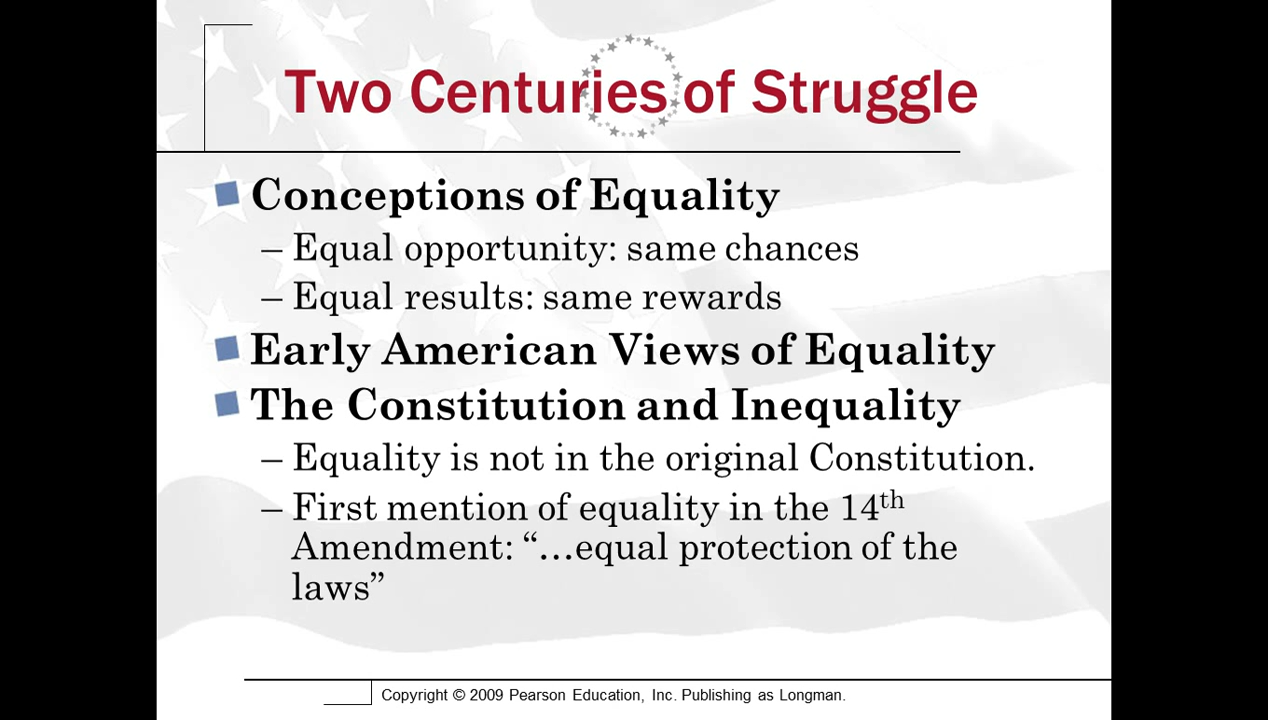 Two Centuries of Struggle
Conceptions of Equality
– Equal opportunity: same chances
– Equal results: same rewards
Early American Views of Equality
The Constitution and Inequality
– Equality is not in the original Constitution.
– First mention of equality in the 14th
Amendment: “…equal protection of the
laws”
Copyright © 2009 Pearson Education, Inc. Publishing as Longman.